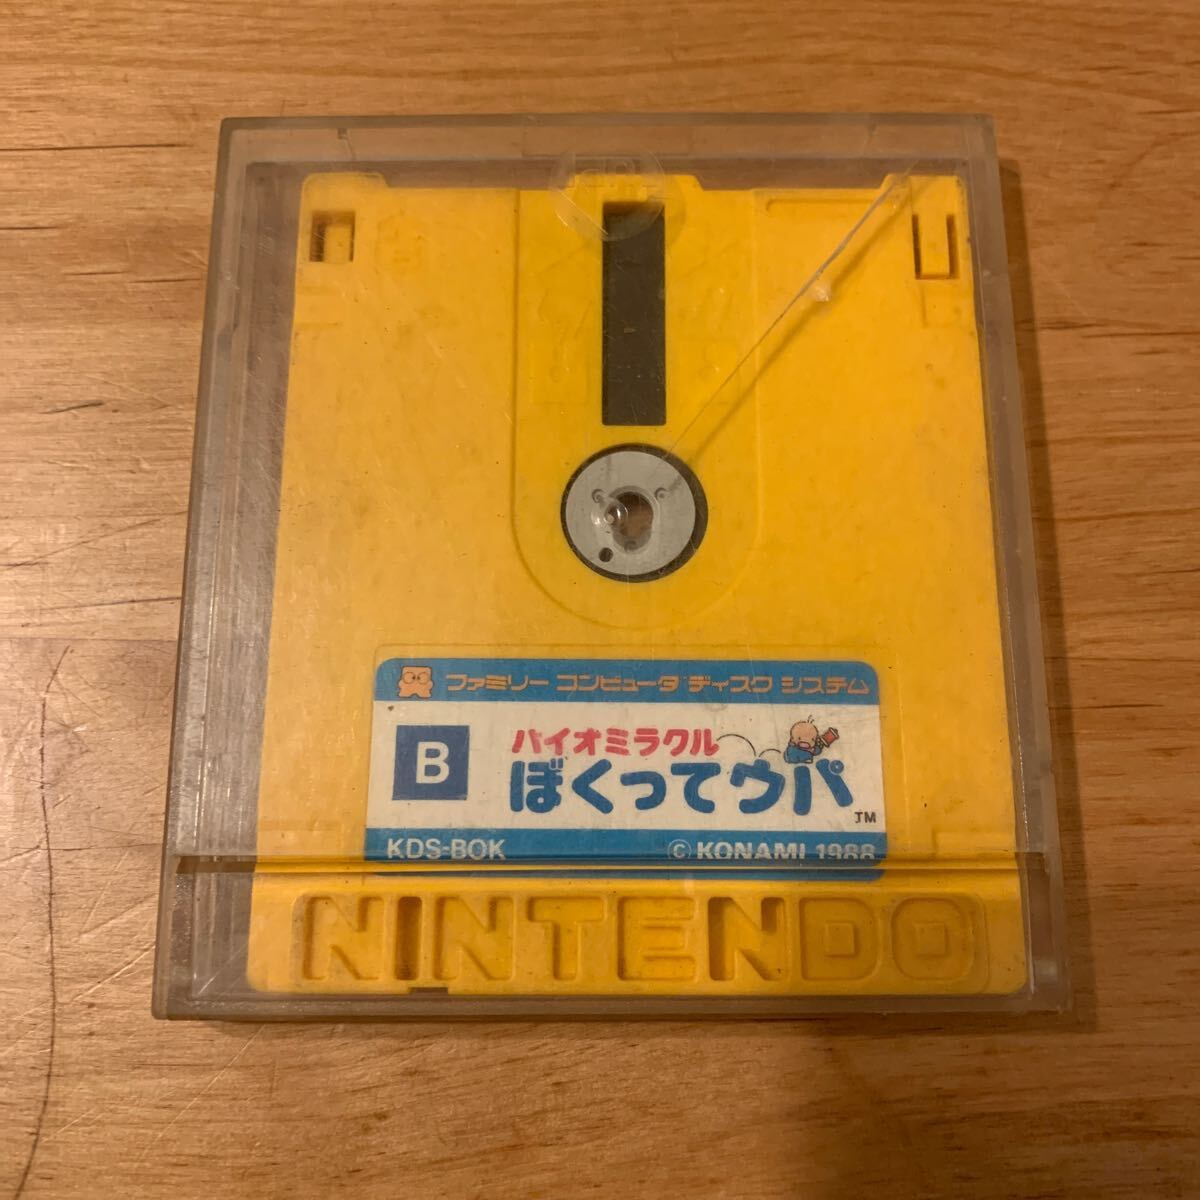 ファミリー コンピュータ ディスク システム
B
バイオミラクル
ぼくってウパ
TM
KDS-BOK
© KONAMI 1988
NINTENDO